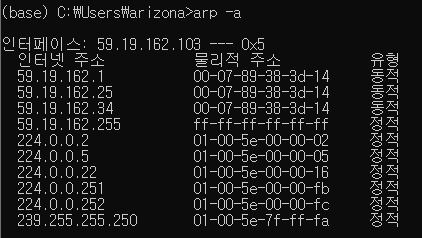 (base) C:₩Users₩arizona>arp -a
인터페이스: 59.19.162.103 --- 0x5
인터넷 주소 물리적 주소 유형
59.19.162.1 00-07-89-38-3d-14 동적
59.19.162.25 00-07-89-38-3d-14 동적
59.19.162.34 00-07-89-38-3d-14 동적
59.19.162.255 ff-ff-ff-ff-ff-ff 정적
224.0.0.2 01-00-5e-00-00-02 정적
224.0.0.5 01-00-5e-00-00-05 정적
224.0.0.22 01-00-5e-00-00-16 정적
224.0.0.251 01-00-5e-00-00-fb 정적
224.0.0.252 01-00-5e-00-00-fc 정적
239.255.255.250 01-00-5e-7f-ff-fa 정적